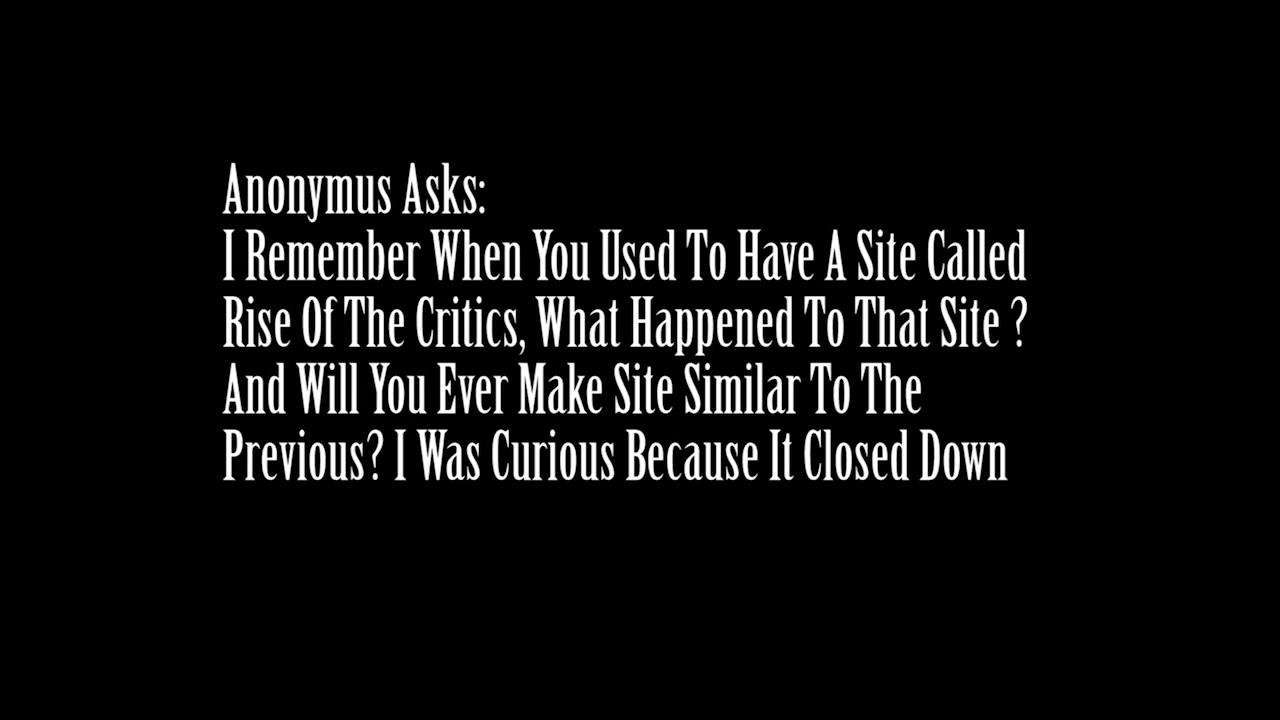 Anonymus Asks:
I Remember When You Used To Have A Site Called
Rise Of The Critics, What Happened To That Site ?
And Will You Ever Make Site Similar To The
Previous? I Was Curious Because It Closed Down